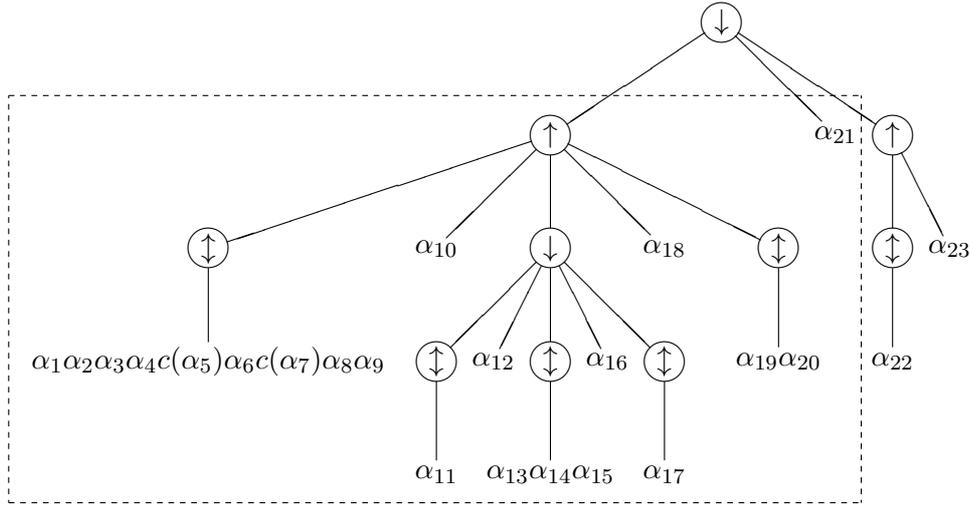 ↓
↑ α₂₁ ↑
↕ α₁₀ ↓ α₁₈ ↕ ↕ α₂₃
α₁α₂α₃α₄c(α₅)α₆c(α₇)α₈α₉ ↕ α₁₂ ↕ α₁₆ ↕ α₁₉α₂₀ α₂₂
α₁₁ α₁₃α₁₄α₁₅ α₁₇